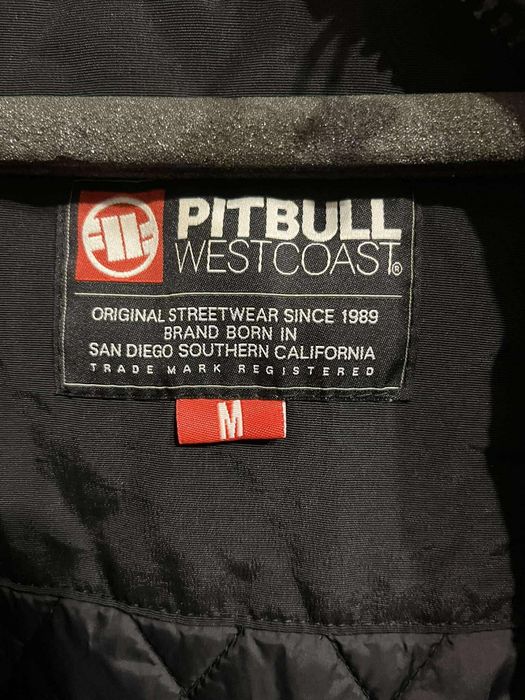 PITBULL
WESTCOAST®
ORIGINAL STREETWEAR SINCE 1989
BRAND BORN IN
SAN DIEGO SOUTHERN CALIFORNIA
TRADE MARK REGISTERED
M